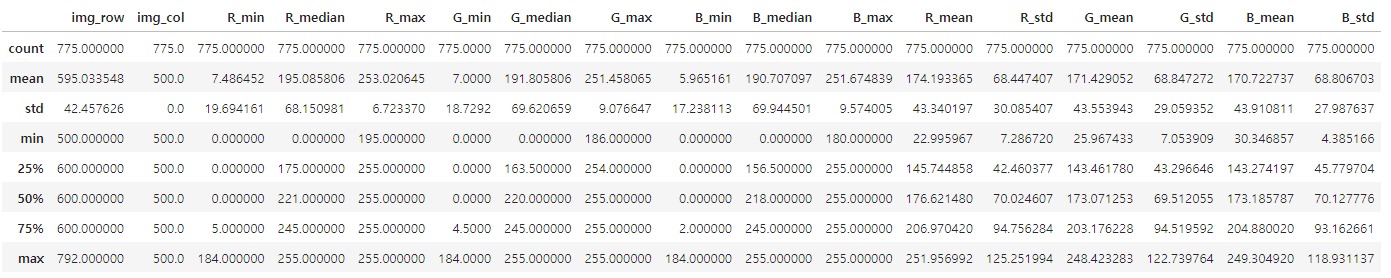 img_row img_col R_min R_median R_max G_min G_median G_max B_min B_median B_max R_mean R_std G_mean G_std B_mean B_std
count 775.000000 775.0 775.000000 775.000000 775.000000 775.0000 775.000000 775.000000 775.000000 775.000000 775.000000 775.000000 775.000000 775.000000 775.000000 775.000000 775.000000
mean 595.033548 500.0 7.486452 195.085806 253.020645 7.0000 191.805806 251.458065 5.965161 190.707097 251.674839 174.193365 68.447407 171.429052 68.847272 170.722737 68.806703
std 42.457626 0.0 19.694161 68.150981 6.723370 18.7292 69.620659 9.076647 17.238113 69.944501 9.574005 43.340197 30.085407 43.553943 29.059352 43.910811 27.987637
min 500.000000 500.0 0.000000 0.000000 195.000000 0.0000 0.000000 186.000000 0.000000 0.000000 180.000000 22.995967 7.286720 25.967433 7.053909 30.346857 4.385166
25% 600.000000 500.0 0.000000 175.000000 255.000000 0.0000 163.500000 254.000000 0.000000 156.500000 255.000000 145.744858 42.460377 143.461780 43.296646 143.274197 45.779704
50% 600.000000 500.0 0.000000 221.000000 255.000000 0.0000 220.000000 255.000000 0.000000 218.000000 255.000000 176.621480 70.024607 173.071253 69.512055 173.185787 70.127776
75% 600.000000 500.0 5.000000 245.000000 255.000000 4.5000 245.000000 255.000000 2.000000 245.000000 255.000000 206.970420 94.756284 203.176228 94.519592 204.880020 93.162661
max 792.000000 500.0 184.000000 255.000000 255.000000 184.0000 255.000000 255.000000 184.000000 255.000000 255.000000 251.956992 125.251994 248.423283 122.739764 249.304920 118.931137